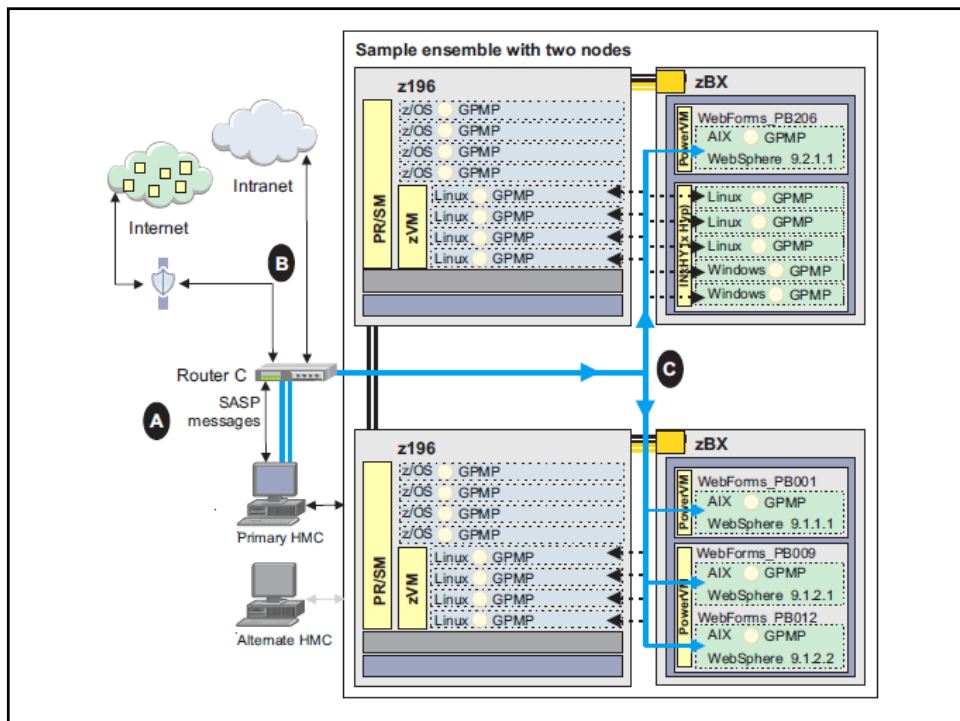 Sample ensemble with two nodes
z196
z/OS GPMP
z/OS GPMP
z/OS GPMP
z/OS GPMP
PR/SM
zVM
Linux GPMP
Linux GPMP
Linux GPMP
Linux GPMP
zBX
PowerVM
WebForms_PB206
AIX GPMP
WebSphere 9.2.1.1
Linux GPMP
Linux GPMP
Linux GPMP
Windows GPMP
Windows GPMP
Intranet
Internet
B
Router C
C
SASP
messages
A
Primary HMC
Alternate HMC
z196
z/OS GPMP
z/OS GPMP
z/OS GPMP
z/OS GPMP
PR/SM
zVM
Linux GPMP
Linux GPMP
Linux GPMP
Linux GPMP
zBX
PowerVM
WebForms_PB001
AIX GPMP
WebSphere 9.1.1.1
PowerVM
WebForms_PB009
AIX GPMP
WebSphere 9.1.2.1
WebForms_PB012
AIX GPMP
WebSphere 9.1.2.2